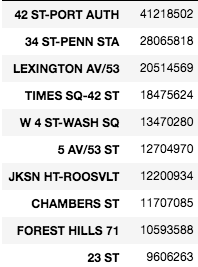 42 ST-PORT AUTH 41218502
34 ST-PENN STA 28065818
LEXINGTON AV/53 20514569
TIMES SQ-42 ST 18475624
W 4 ST-WASH SQ 13470280
5 AV/53 ST 12704970
JKSN HT-ROOSVLT 12200934
CHAMBERS ST 11707085
FOREST HILLS 71 10593588
23 ST 9606263